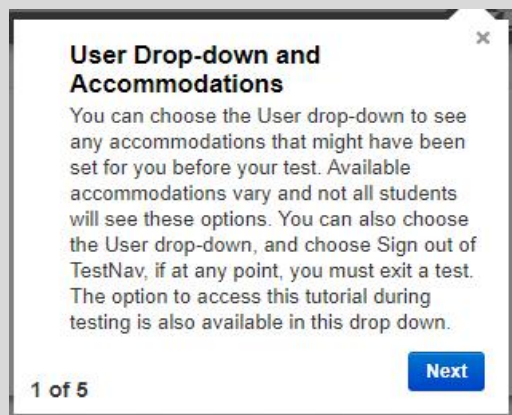 ×
User Drop-down and
Accommodations
You can choose the User drop-down to see
any accommodations that might have been
set for you before your test. Available
accommodations vary and not all students
will see these options. You can also choose
the User drop-down, and choose Sign out of
TestNav, if at any point, you must exit a test.
The option to access this tutorial during
testing is also available in this drop down.
Next
1 of 5